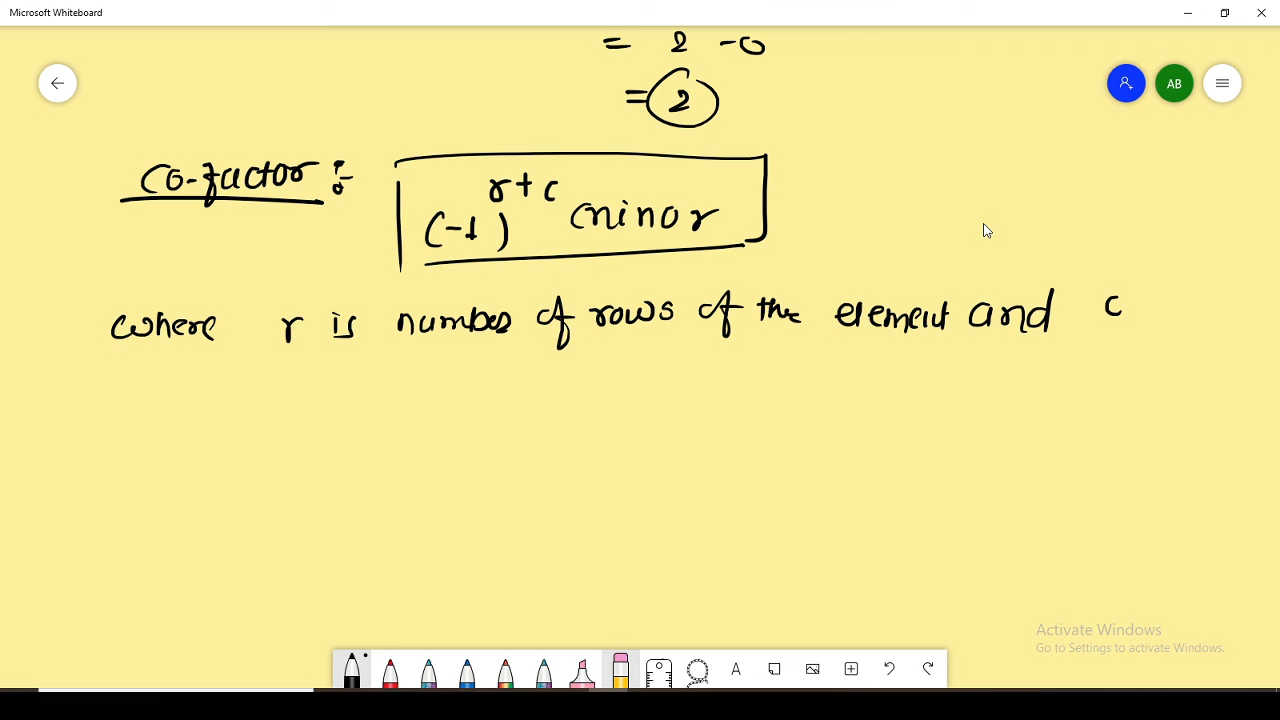 Microsoft Whiteboard
= 2 - 0
= 2
AB
Co-factor :-
(-1)^{r+c} minor
where r is number of rows of the element and c
Activate Windows
Go to Settings to activate Windows.
A